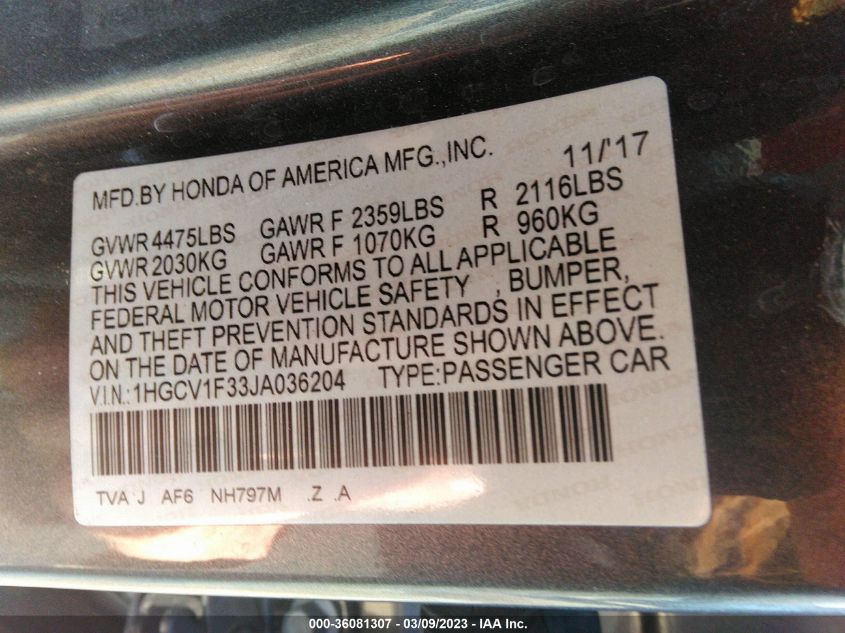 MFD.BY HONDA OF AMERICA MFG.,INC. 11/'17
GVWR 4475LBS GAWR F 2359LBS R 2116LBS
GVWR 2030KG GAWR F 1070KG R 960KG
THIS VEHICLE CONFORMS TO ALL APPLICABLE
FEDERAL MOTOR VEHICLE SAFETY , BUMPER,
AND THEFT PREVENTION STANDARDS IN EFFECT
ON THE DATE OF MANUFACTURE SHOWN ABOVE.
V.I.N.:1HGCV1F33JA036204 TYPE:PASSENGER CAR
TVA J AF6 NH797M .Z .A
000-36081307 — 03/09/2023 — IAA Inc.